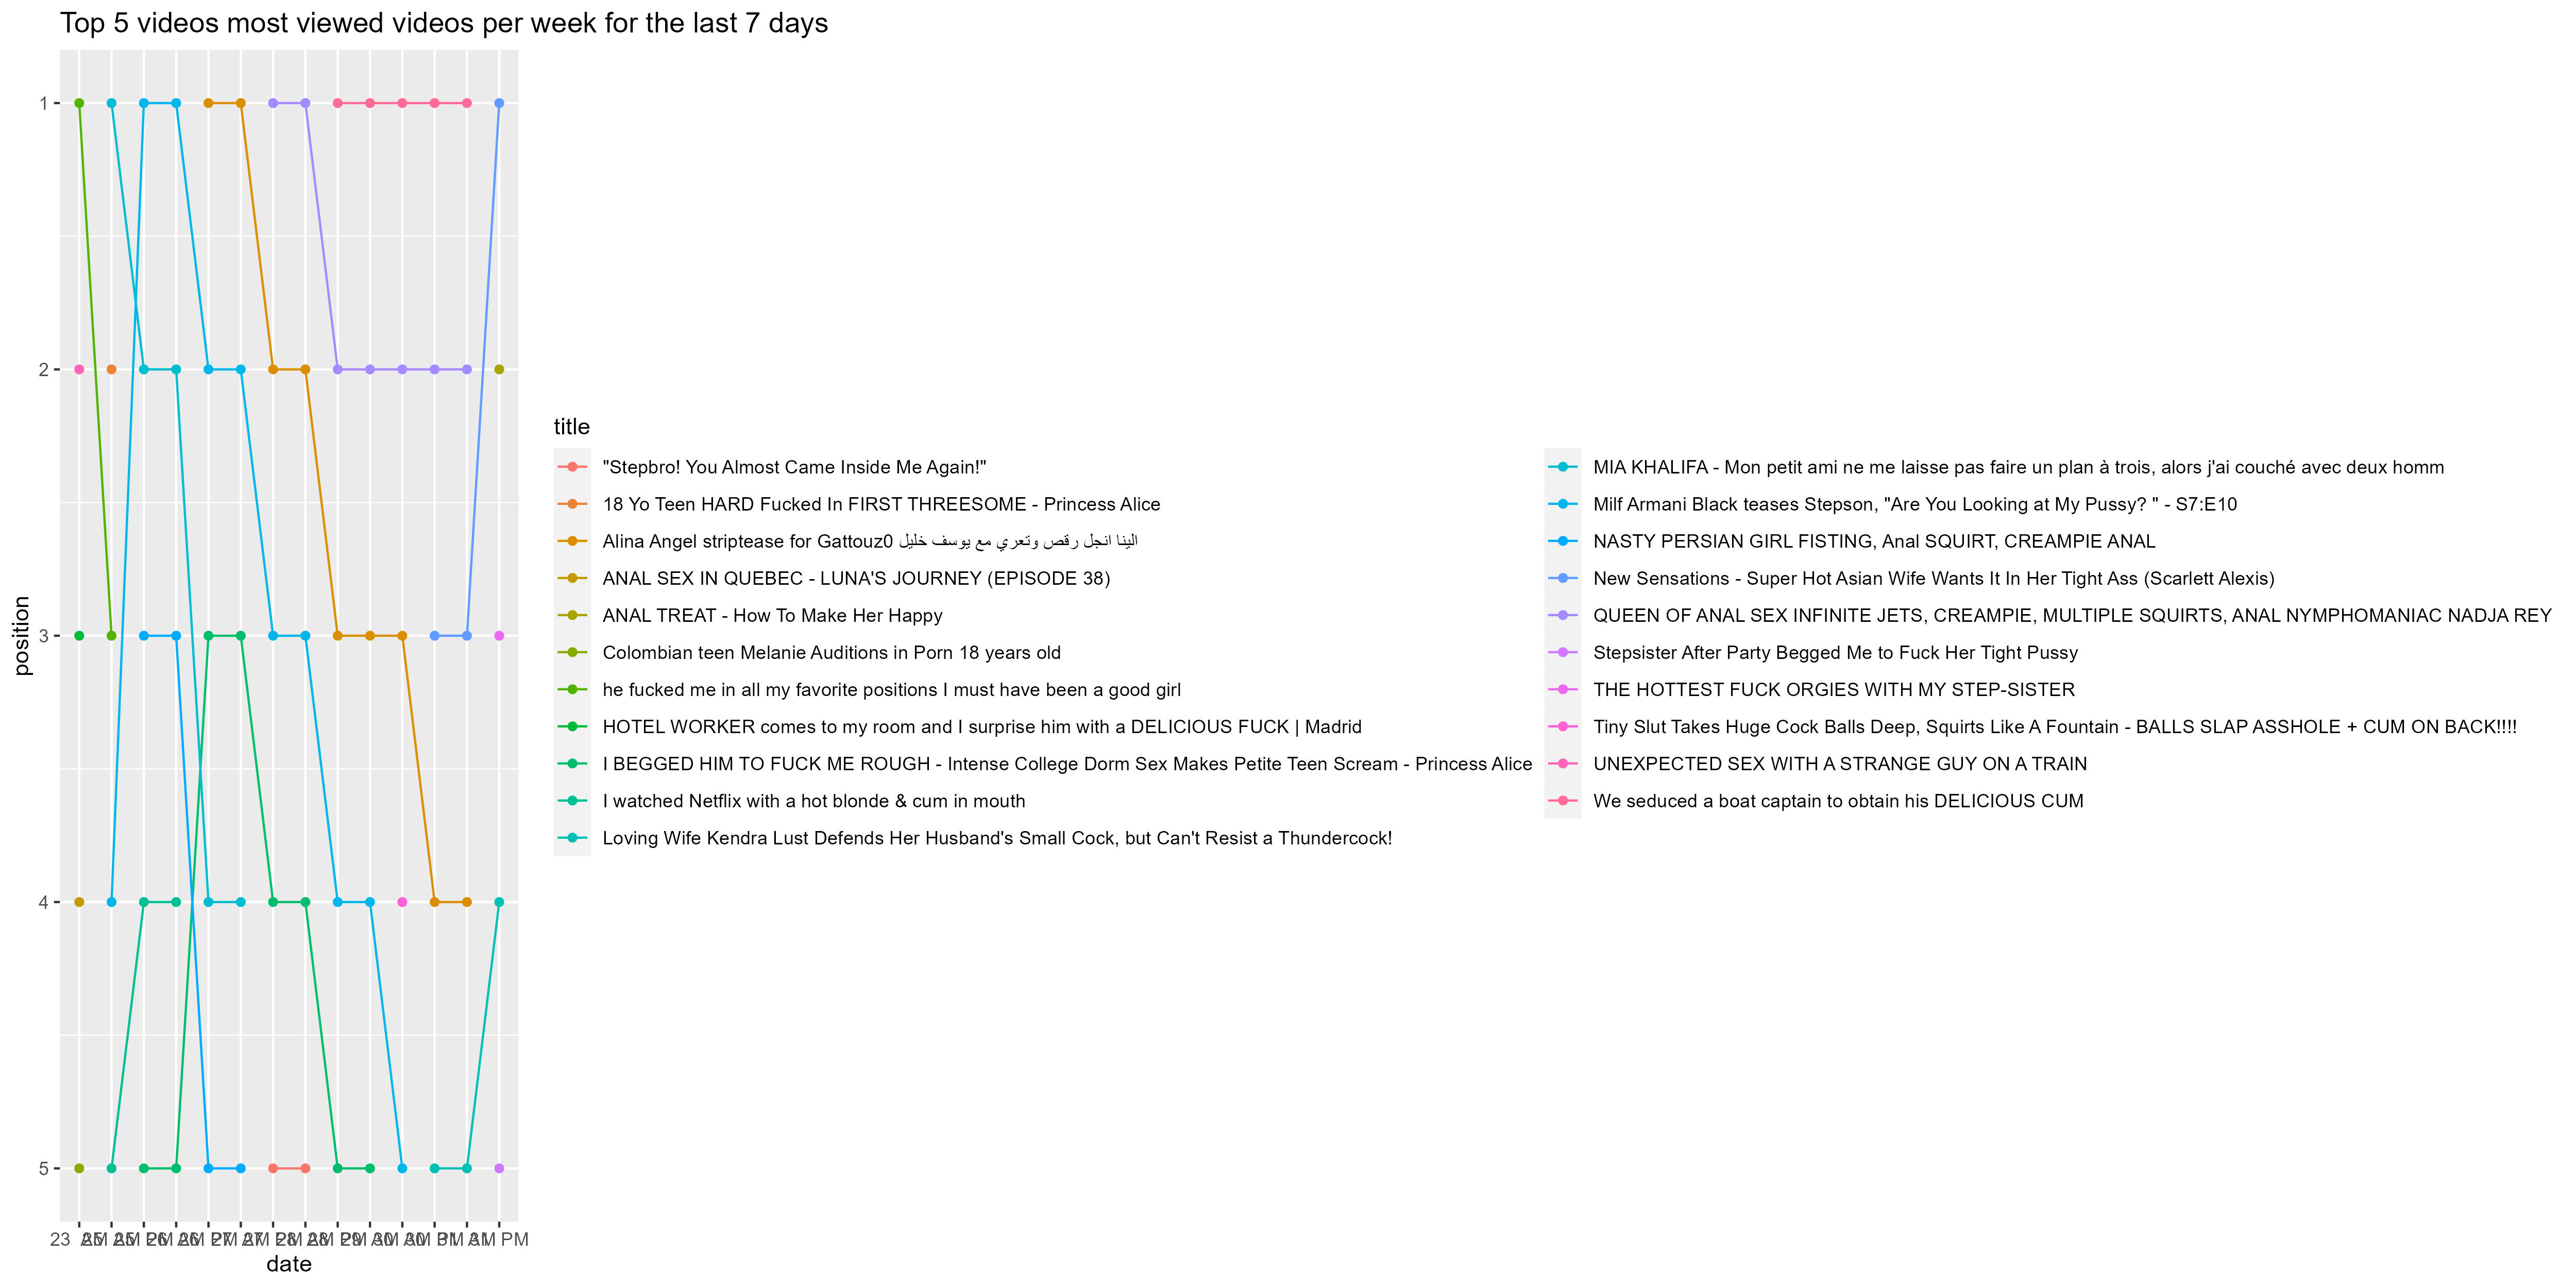 Top 5 videos most viewed videos per week for the last 7 days
1
2
3
4
5
position
23
31 PM
date
title
"Stepbro! You Almost Came Inside Me Again!"
18 Yo Teen HARD Fucked In FIRST THREESOME - Princess Alice
Alina Angel striptease for Gattouz0 الينا انجل رقص وتعري مع يوسف خليل
ANAL SEX IN QUEBEC - LUNA'S JOURNEY (EPISODE 38)
ANAL TREAT - How To Make Her Happy
Colombian teen Melanie Auditions in Porn 18 years old
he fucked me in all my favorite positions I must have been a good girl
HOTEL WORKER comes to my room and I surprise him with a DELICIOUS FUCK | Madrid
I BEGGED HIM TO FUCK ME ROUGH - Intense College Dorm Sex Makes Petite Teen Scream - Princess Alice
I watched Netflix with a hot blonde & cum in mouth
Loving Wife Kendra Lust Defends Her Husband's Small Cock, but Can't Resist a Thundercock!
MIA KHALIFA - Mon petit ami ne me laisse pas faire un plan à trois, alors j'ai couché avec deux homm
Milf Armani Black teases Stepson, "Are You Looking at My Pussy? " - S7:E10
NASTY PERSIAN GIRL FISTING, Anal SQUIRT, CREAMPIE ANAL
New Sensations - Super Hot Asian Wife Wants It In Her Tight Ass (Scarlett Alexis)
QUEEN OF ANAL SEX INFINITE JETS, CREAMPIE, MULTIPLE SQUIRTS, ANAL NYMPHOMANIAC NADJA REY
Stepsister After Party Begged Me to Fuck Her Tight Pussy
THE HOTTEST FUCK ORGIES WITH MY STEP-SISTER
Tiny Slut Takes Huge Cock Balls Deep, Squirts Like A Fountain - BALLS SLAP ASSHOLE + CUM ON BACK!!!!
UNEXPECTED SEX WITH A STRANGE GUY ON A TRAIN
We seduced a boat captain to obtain his DELICIOUS CUM